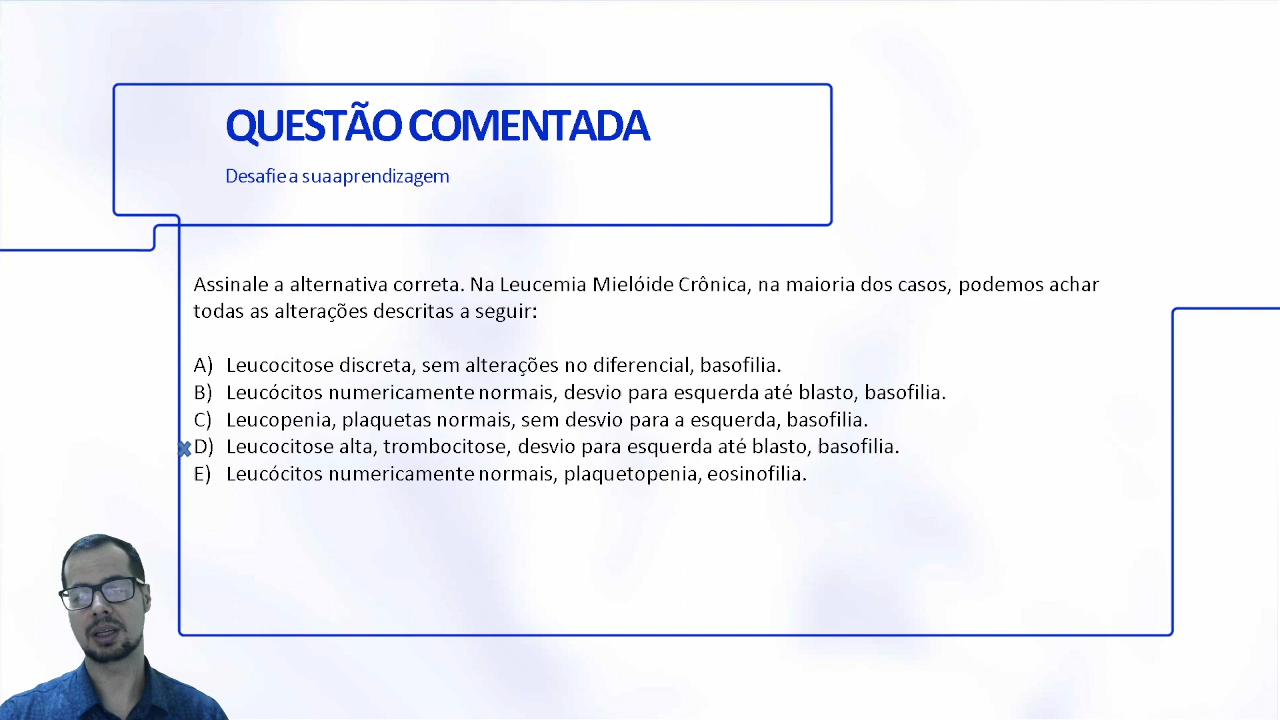 QUESTÃO COMENTADA
Desafie a sua aprendizagem
Assinale a alternativa correta. Na Leucemia Mielóide Crônica, na maioria dos casos, podemos achar
todas as alterações descritas a seguir:
A) Leucocitose discreta, sem alterações no diferencial, basofilia.
B) Leucócitos numericamente normais, desvio para esquerda até blasto, basofilia.
C) Leucopenia, plaquetas normais, sem desvio para a esquerda, basofilia.
D) Leucocitose alta, trombocitose, desvio para esquerda até blasto, basofilia.
E) Leucócitos numericamente normais, plaquetopenia, eosinofilia.